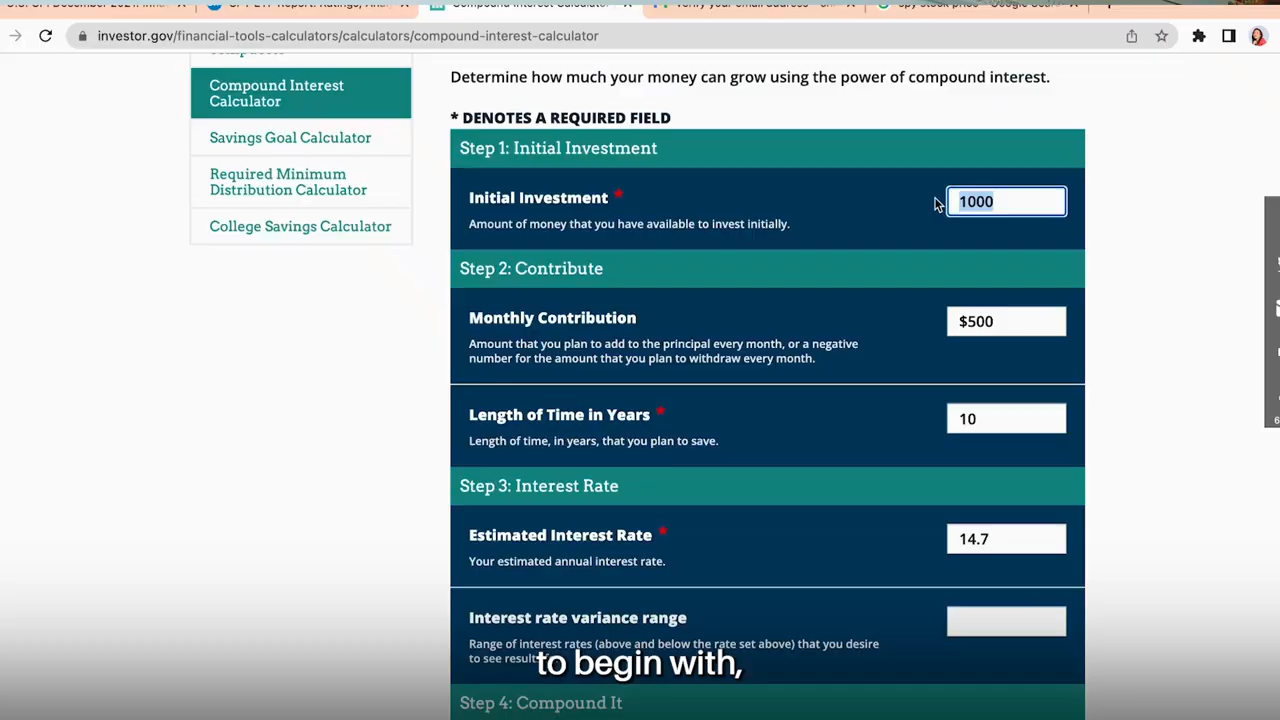 Compound Interest Calculator
investor.gov/financial-tools-calculators/calculators/compound-interest-calculator
Compound Interest
Calculator
Savings Goal Calculator
Required Minimum
Distribution Calculator
College Savings Calculator
Determine how much your money can grow using the power of compound interest.
* DENOTES A REQUIRED FIELD
Step 1: Initial Investment
Initial Investment *
1000
Amount of money that you have available to invest initially.
Step 2: Contribute
Monthly Contribution
$500
Amount that you plan to add to the principal every month, or a negative
number for the amount that you plan to withdraw every month.
Length of Time in Years *
10
Length of time, in years, that you plan to save.
Step 3: Interest Rate
Estimated Interest Rate *
14.7
Your estimated annual interest rate.
Interest rate variance range
Range of interest rates (above and below the rate set above) that you desire
to see result
to begin with,
Step 4: Compound It